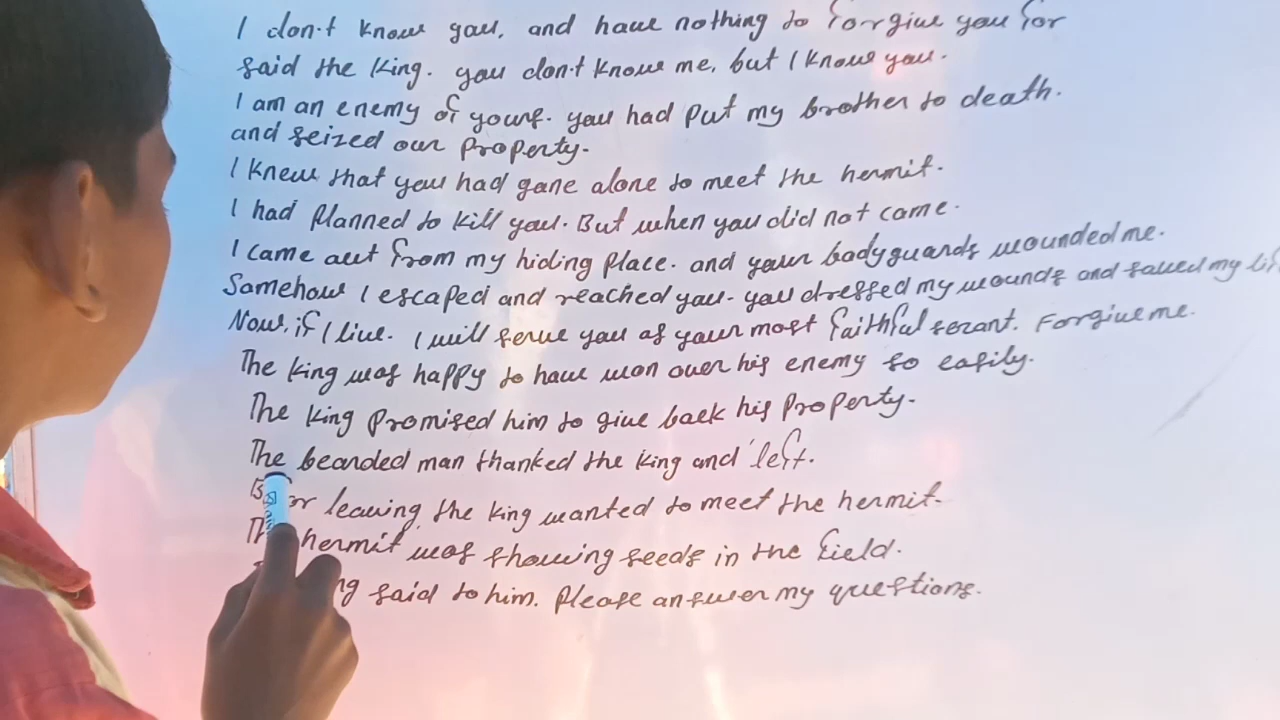 I don't know you, and have nothing to forgive you for
said the King. you don't know me, but I know you.
I am an enemy of yours. you had put my brother to death.
and seized our property.
I knew that you had gone alone to meet the hermit.
I had planned to kill you. But when you did not come.
I came out from my hiding place. and your bodyguards wounded me.
Somehow I escaped and reached you. you dressed my wounds and saved my
Now, if I live. I will serve you as your most faithful serant. Forgive me.
The King was happy to have won over his enemy so easily.
The King promised him to give back his property.
The bearded man thanked the King and left.
leaving the King wanted to meet the hermit.
hermit was showing seeds in the field.
said to him. Please answer my questions.